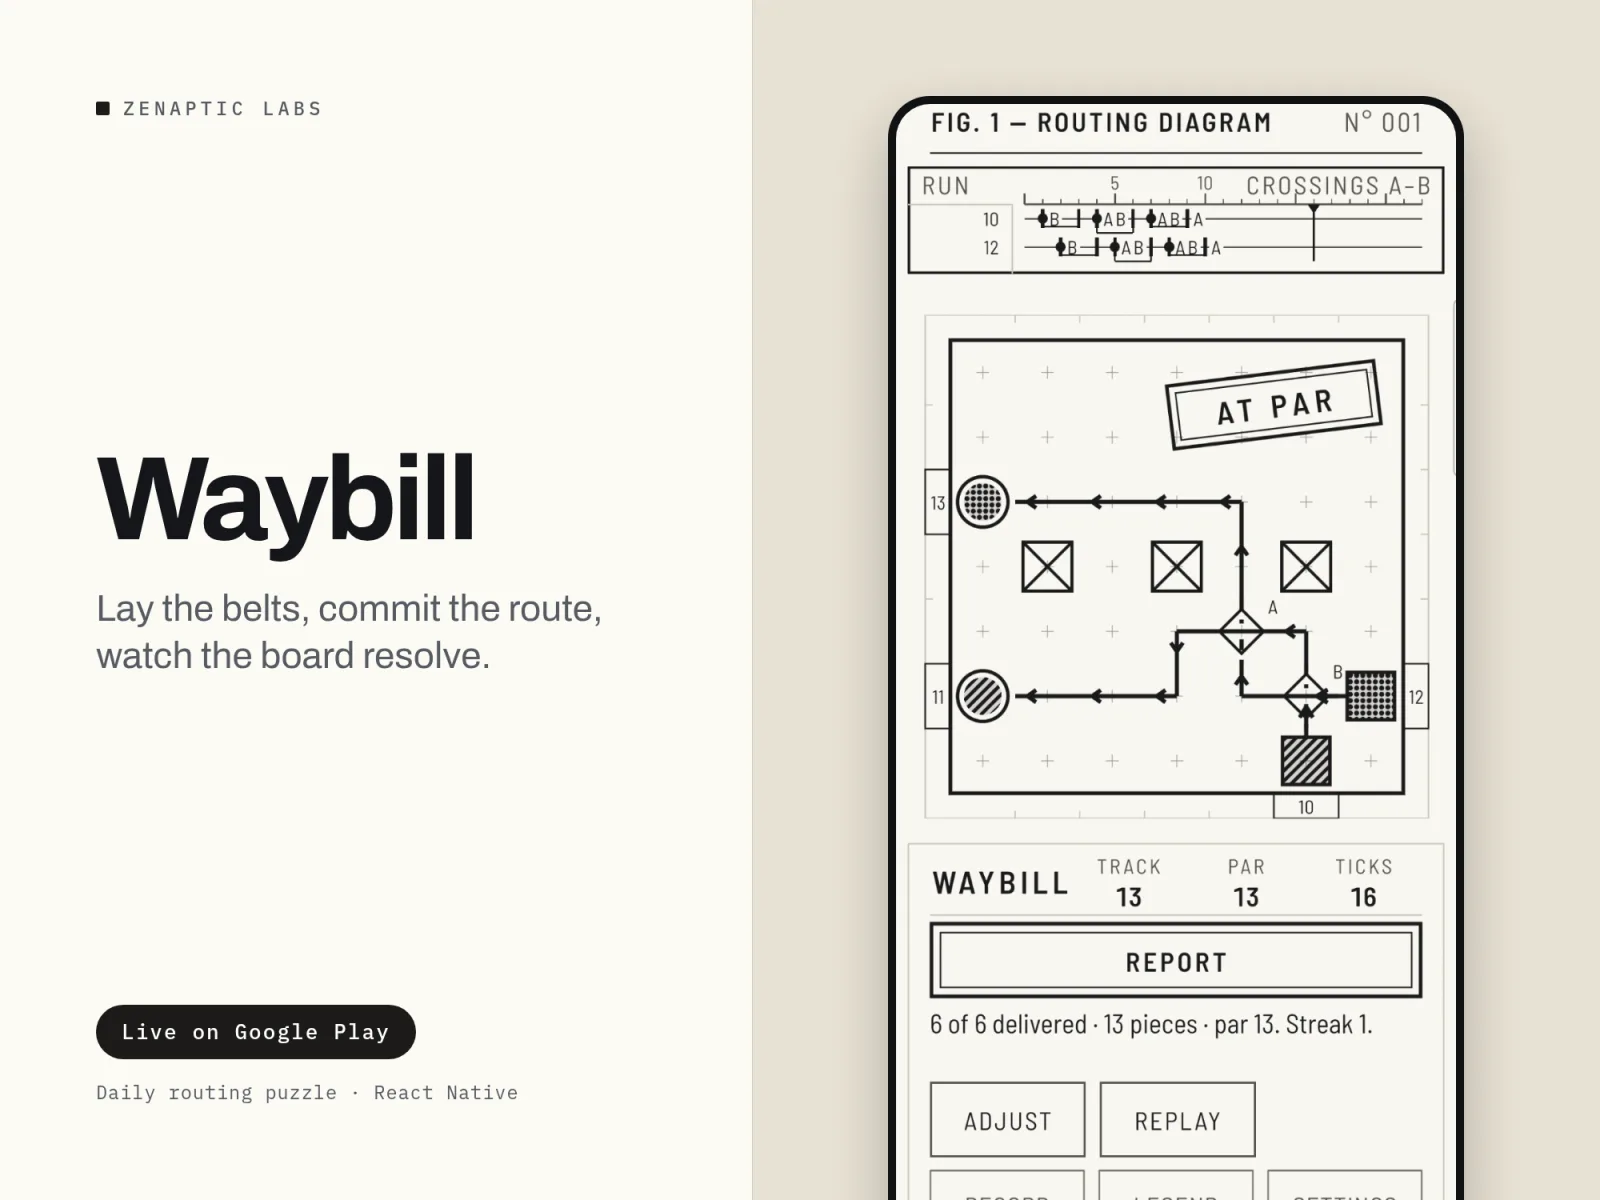 ZENAPTIC LABS
Waybill
Lay the belts, commit the route,
watch the board resolve.
Live on Google Play
Daily routing puzzle · React Native
FIG. 1 — ROUTING DIAGRAM N° 001
RUN 5 10 CROSSINGS A–B
10 B AB AB A
12 B AB AB A
AT PAR
13
A
B
11
12
10
WAYBILL
TRACK PAR TICKS
13 13 16
REPORT
6 of 6 delivered · 13 pieces · par 13. Streak 1.
ADJUST REPLAY